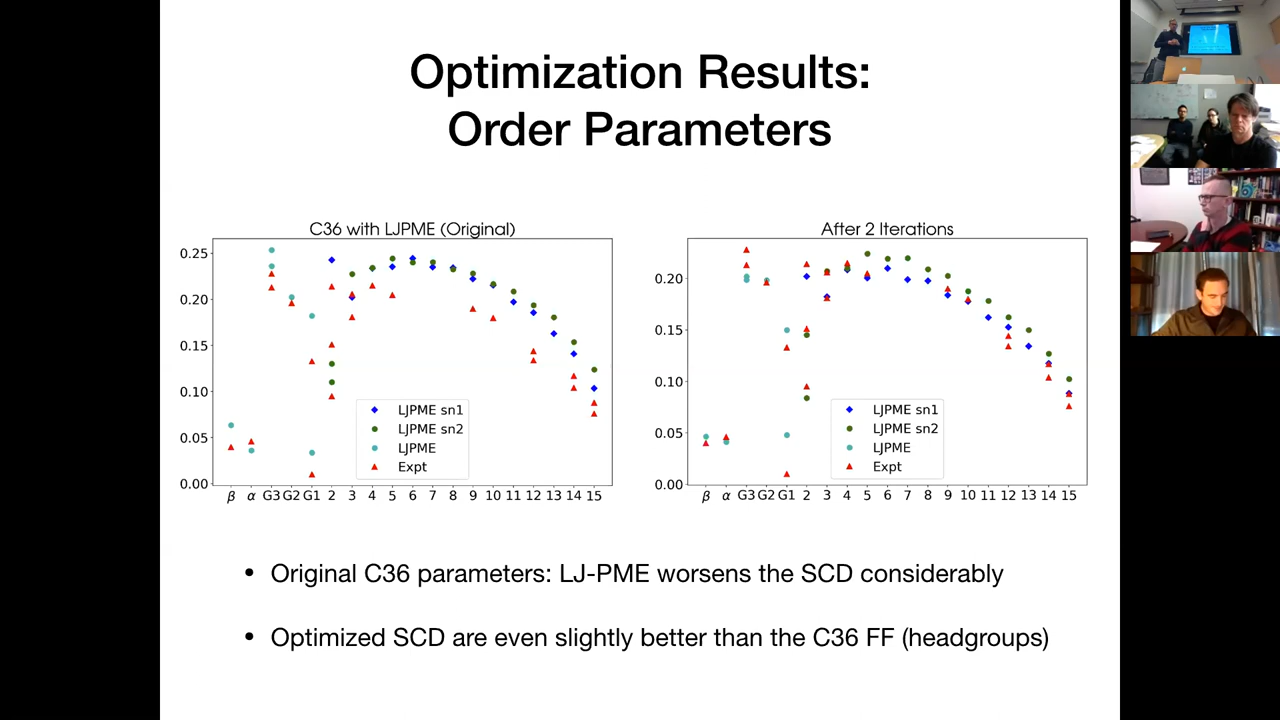 Optimization Results:
Order Parameters
C36 with LJPME (Original)
0.25
0.20
0.15
0.10
0.05
0.00
LJPME sn1
LJPME sn2
LJPME
Expt
β α G3 G2 G1 2 3 4 5 6 7 8 9 10 11 12 13 14 15
After 2 Iterations
0.20
0.15
0.10
0.05
0.00
LJPME sn1
LJPME sn2
LJPME
Expt
β α G3 G2 G1 2 3 4 5 6 7 8 9 10 11 12 13 14 15
• Original C36 parameters: LJ-PME worsens the SCD considerably
• Optimized SCD are even slightly better than the C36 FF (headgroups)